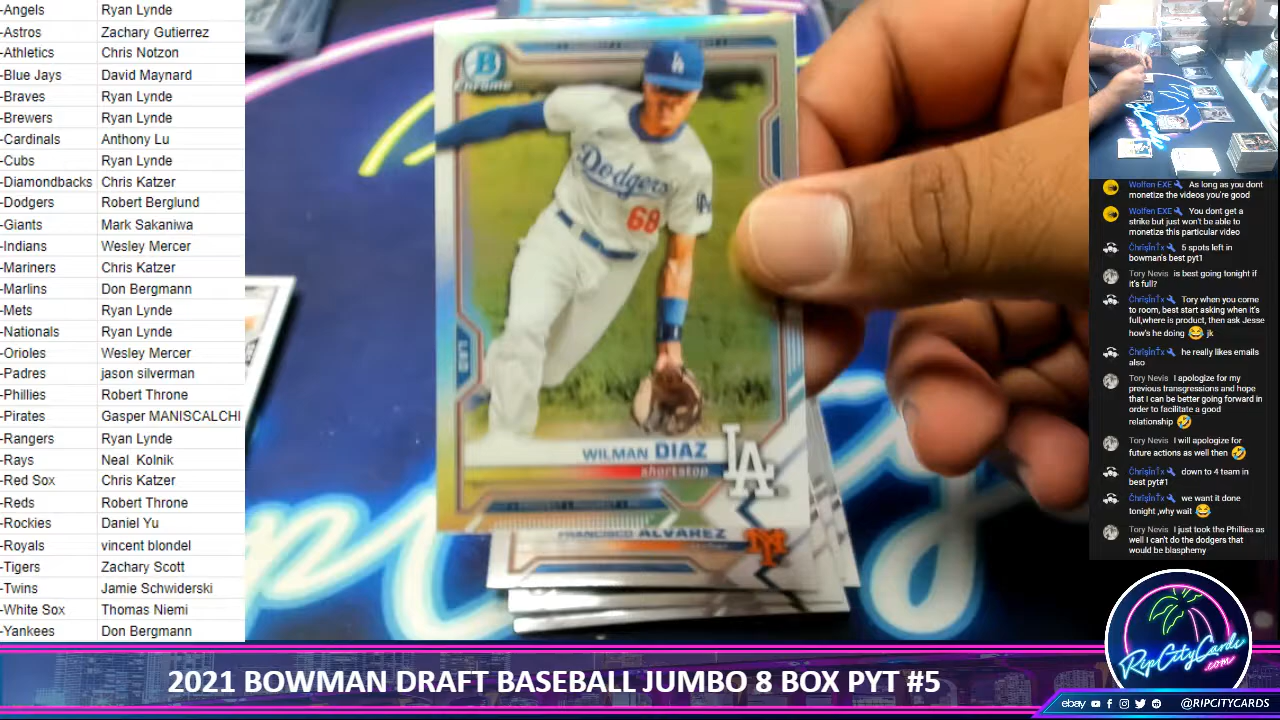 -Angels Ryan Lynde
-Astros Zachary Gutierrez
-Athletics Chris Notzon
-Blue Jays David Maynard
-Braves Ryan Lynde
-Brewers Ryan Lynde
-Cardinals Anthony Lu
-Cubs Ryan Lynde
-Diamondbacks Chris Katzer
-Dodgers Robert Berglund
-Giants Mark Sakaniwa
-Indians Wesley Mercer
-Mariners Chris Katzer
-Marlins Don Bergmann
-Mets Ryan Lynde
-Nationals Ryan Lynde
-Orioles Wesley Mercer
-Padres jason silverman
-Phillies Robert Throne
-Pirates Gasper MANISCALCHI
-Rangers Ryan Lynde
-Rays Neal Kolnik
-Red Sox Chris Katzer
-Reds Robert Throne
-Rockies Daniel Yu
-Royals vincent blondel
-Tigers Zachary Scott
-Twins Jamie Schwiderski
-White Sox Thomas Niemi
-Yankees Don Bergmann
B
Chrome
LA
Dodgers
68
WILMAN DIAZ
shortstop
LA
FRANCISCO ALVAREZ
Wolfen EXE As long as you dont
monetize the videos you're good
Wolfen EXE You dont get a
strike but just won't be able to
monetize this particular video
ČhrïşïnŤx 5 spots left in
bowman's best pyt1
Tory Nevis is best going tonight if
it's full?
ČhrïşïnŤx Tory when you come
to room, best start asking when it's
full,where is product, then ask Jesse
how's he doing 😂 jk
ČhrïşïnŤx he really likes emails
also
Tory Nevis I apologize for my
previous transgressions and hope
that I can be better going forward in
order to facilitate a good
relationship 🤣
Tory Nevis I will apologize for
future actions as well then 🤣
ČhrïşïnŤx down to 4 team in
best pyt#1
ČhrïşïnŤx we want it done
tonight ,why wait 😂
Tory Nevis I just took the Phillies as
well I can't do the dodgers that
would be blasphemy
RipCityCards
.com
2021 BOWMAN DRAFT BASEBALL JUMBO 8 BOX PYT #5
ebay @RIPCITYCARDS